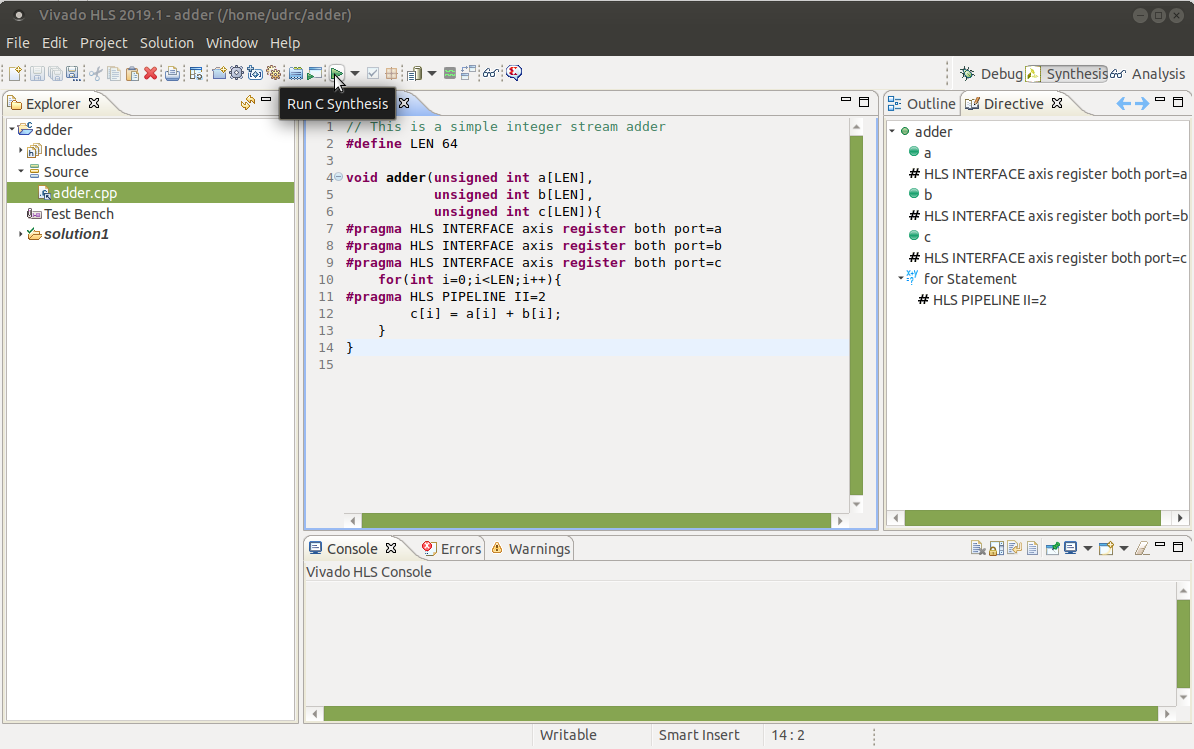 Vivado HLS 2019.1 - adder (/home/udrc/adder)
File Edit Project Solution Window Help
Debug Synthesis Analysis
Run C Synthesis
Explorer
adder
Includes
Source
adder.cpp
Test Bench
solution1
1 // This is a simple integer stream adder
2 #define LEN 64
3
4 void adder(unsigned int a[LEN],
5 unsigned int b[LEN],
6 unsigned int c[LEN]){
7 #pragma HLS INTERFACE axis register both port=a
8 #pragma HLS INTERFACE axis register both port=b
9 #pragma HLS INTERFACE axis register both port=c
10 for(int i=0;i<LEN;i++){
11 #pragma HLS PIPELINE II=2
12 c[i] = a[i] + b[i];
13 }
14 }
15
Outline Directive
adder
a
# HLS INTERFACE axis register both port=a
b
# HLS INTERFACE axis register both port=b
c
# HLS INTERFACE axis register both port=c
for Statement
# HLS PIPELINE II=2
Console Errors Warnings
Vivado HLS Console
Writable Smart Insert 14 : 2